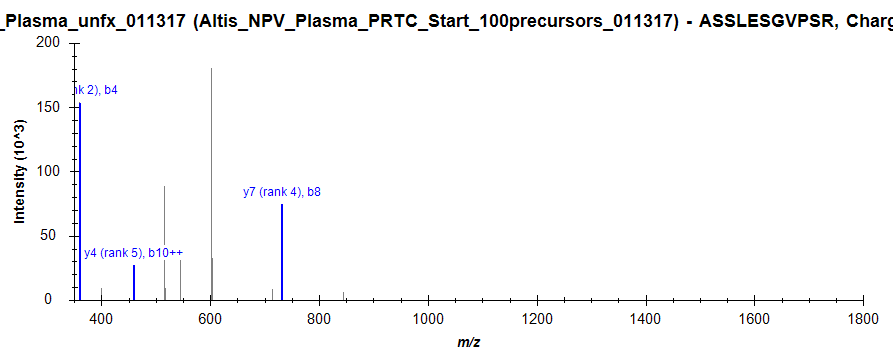 _Plasma_unfx_011317 (Altis_NPV_Plasma_PRTC_Start_100precursors_011317) - ASSLESGVPSR, Charg
200
nk 2), b4
150
100
y7 (rank 4), b8
50
y4 (rank 5), b10++
0
400 600 800 1000 1200 1400 1600 1800
Intensity (10^3)
m/z